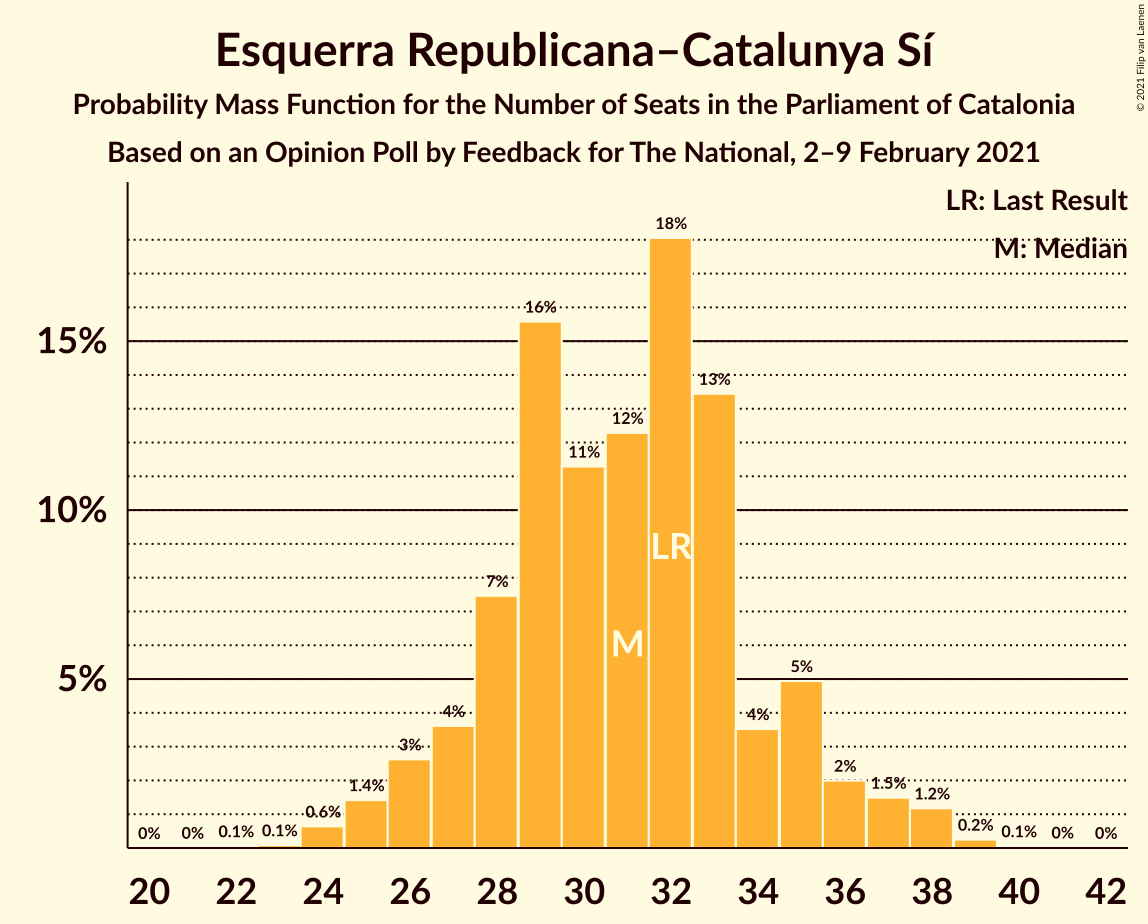 Esquerra Republicana–Catalunya Sí
Probability Mass Function for the Number of Seats in the Parliament of Catalonia
Based on an Opinion Poll by Feedback for The National, 2–9 February 2021
© 2021 Filip van Laenen
LR: Last Result
M: Median
15%
10%
5%
0%
0%
0.1%
0.1%
0.6%
1.4%
3%
4%
7%
16%
11%
12%
18%
13%
4%
5%
2%
1.5%
1.2%
0.2%
0.1%
0%
0%
LR
M
20 22 24 26 28 30 32 34 36 38 40 42